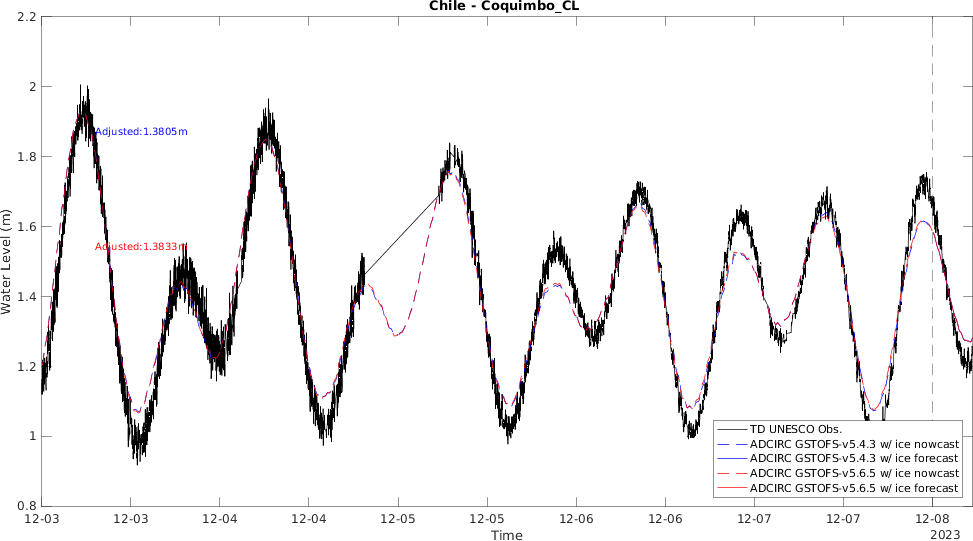 Chile - Coquimbo_CL
2.2
2
1.8
1.6
1.4
1.2
1
0.8
Water Level (m)
Adjusted:1.3805m
Adjusted:1.3833m
TD UNESCO Obs.
ADCIRC GSTOFS-v5.4.3 w/ ice nowcast
ADCIRC GSTOFS-v5.4.3 w/ ice forecast
ADCIRC GSTOFS-v5.6.5 w/ ice nowcast
ADCIRC GSTOFS-v5.6.5 w/ ice forecast
12-03 12-03 12-04 12-04 12-05 12-05 12-06 12-06 12-07 12-07 12-08
2023
Time